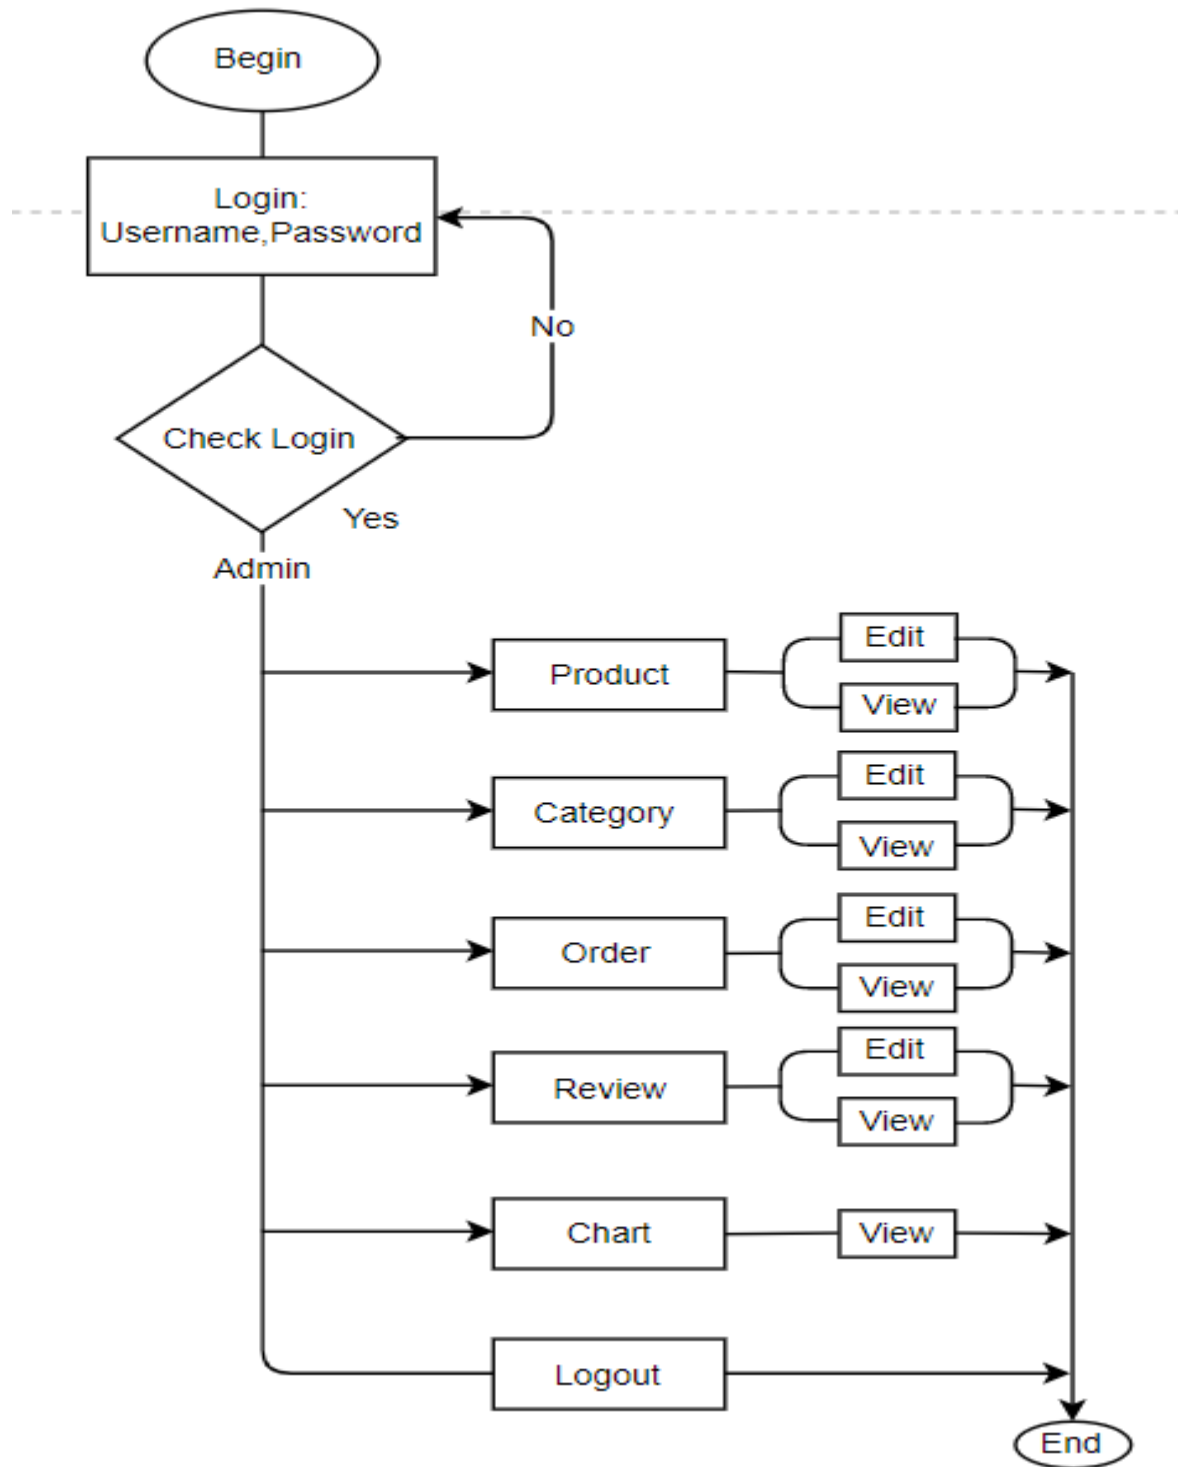 Begin
Login:
Username,Password
No
Check Login
Yes
Admin
Product
Edit
View
Category
Edit
View
Order
Edit
View
Review
Edit
View
Chart
View
Logout
End